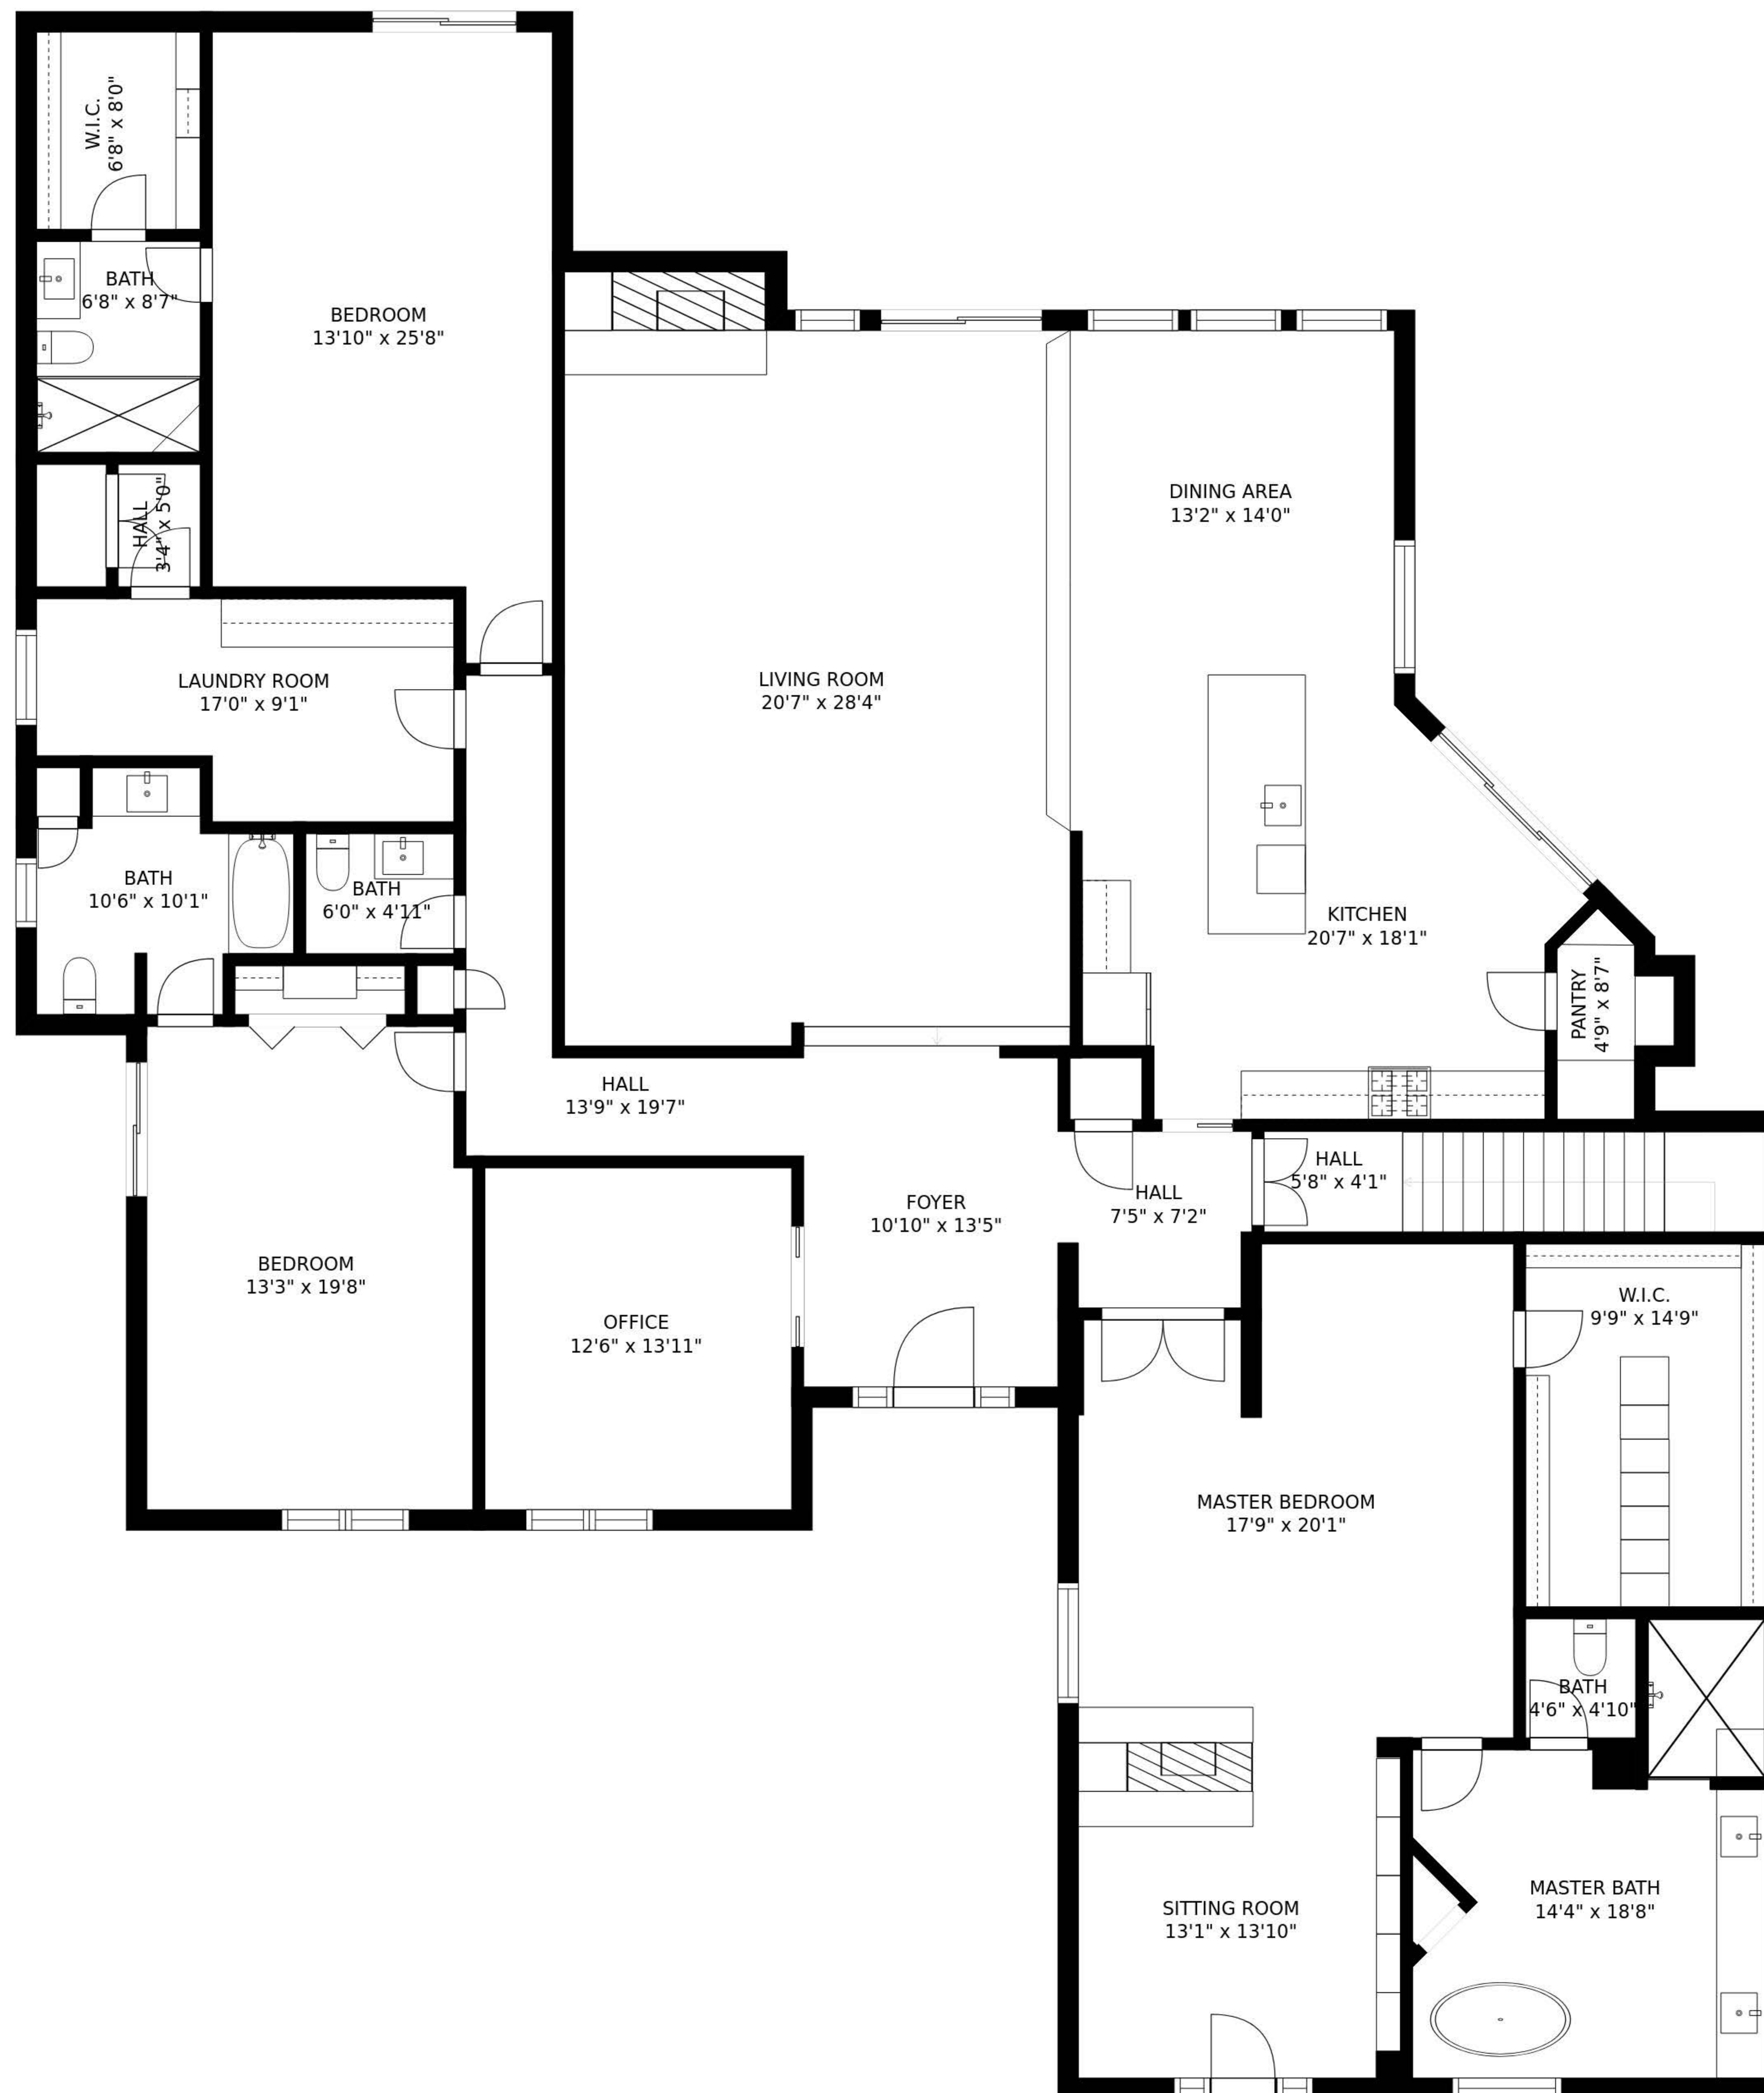 W.I.C.
6'8" x 8'0"
BATH
6'8" x 8'7"
BEDROOM
13'10" x 25'8"
HALL
3'4" x 5'0"
DINING AREA
13'2" x 14'0"
LAUNDRY ROOM
17'0" x 9'1"
LIVING ROOM
20'7" x 28'4"
BATH
10'6" x 10'1"
BATH
6'0" x 4'11"
KITCHEN
20'7" x 18'1"
PANTRY
4'9" x 8'7"
HALL
13'9" x 19'7"
HALL
5'8" x 4'1"
FOYER
10'10" x 13'5"
HALL
7'5" x 7'2"
BEDROOM
13'3" x 19'8"
OFFICE
12'6" x 13'11"
W.I.C.
9'9" x 14'9"
MASTER BEDROOM
17'9" x 20'1"
BATH
4'6" x 4'10"
MASTER BATH
14'4" x 18'8"
SITTING ROOM
13'1" x 13'10"